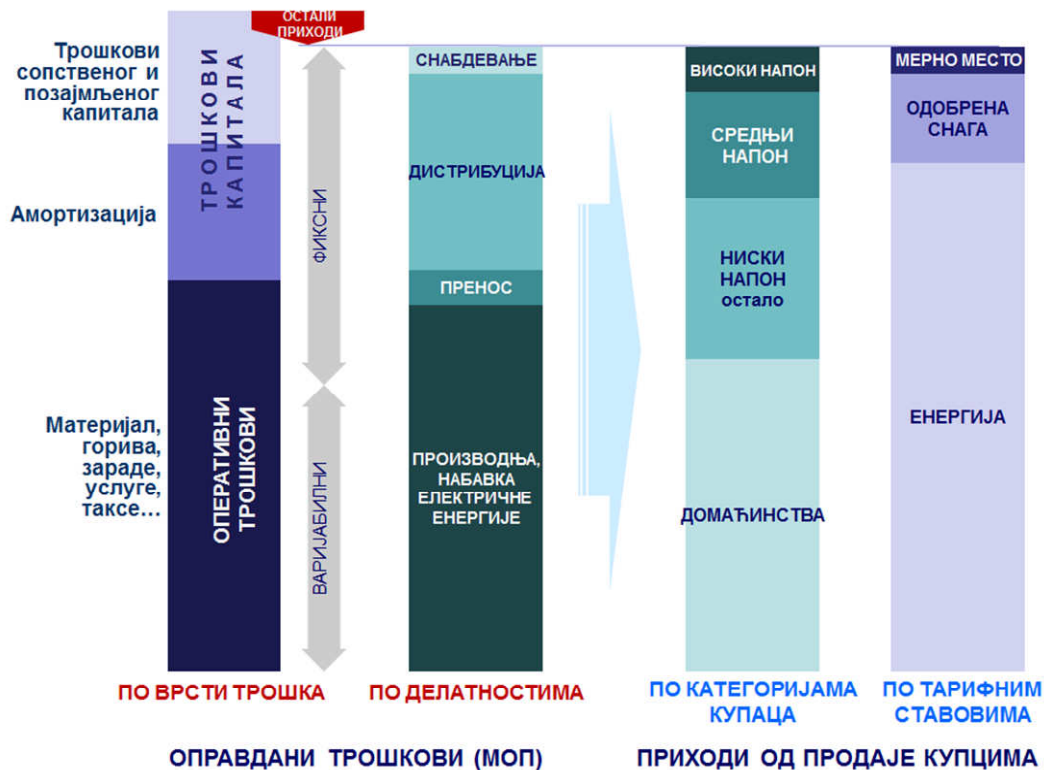 ОСТАЛИ
ПРИХОДИ
Трошкови
сопственог и
позајмљеног
капитала
Амортизација
Материјал,
горива,
зараде,
услуге,
таксе...
ТРОШКОВИ
КАПИТАЛА
ОПЕРАТИВНИ
ТРОШКОВИ
ФИКСНИ
ВАРИЈАБИЛНИ
СНАБДЕВАЊЕ
ДИСТРИБУЦИЈА
ПРЕНОС
ПРОИЗВОДЊА,
НАБАВКА
ЕЛЕКТРИЧНЕ
ЕНЕРГИЈЕ
ВИСОКИ НАПОН
СРЕДЊИ
НАПОН
НИСКИ
НАПОН
остало
ДОМАЋИНСТВА
МЕРНО МЕСТО
ОДОБРЕНА
СНАГА
ЕНЕРГИЈА
ПО ВРСТИ ТРОШКА
ПО ДЕЛАТНОСТИМА
ПО КАТЕГОРИЈАМА
КУПАЦА
ПО ТАРИФНИМ
СТАВОВИМА
ОПРАВДАНИ ТРОШКОВИ (МОП)
ПРИХОДИ ОД ПРОДАЈЕ КУПЦИМА